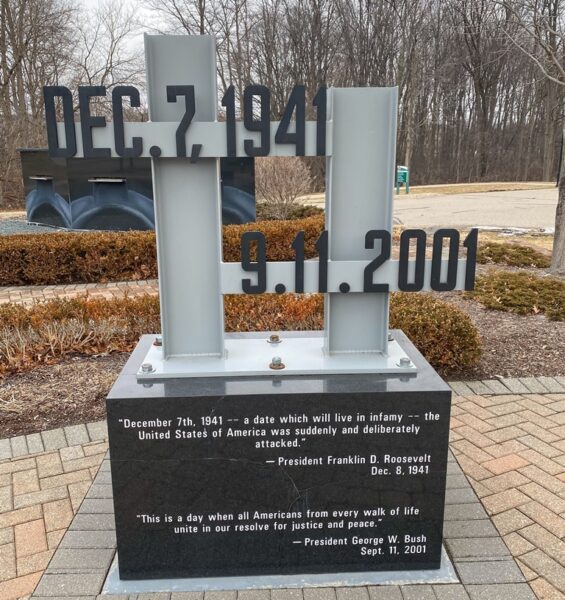 DEC. 7, 1941
9.11.2001
"December 7th, 1941 -- a date which will live in infamy -- the
United States of America was suddenly and deliberately
attacked."
— President Franklin D. Roosevelt
Dec. 8, 1941
"This is a day when all Americans from every walk of life
unite in our resolve for justice and peace."
— President George W. Bush
Sept. 11, 2001